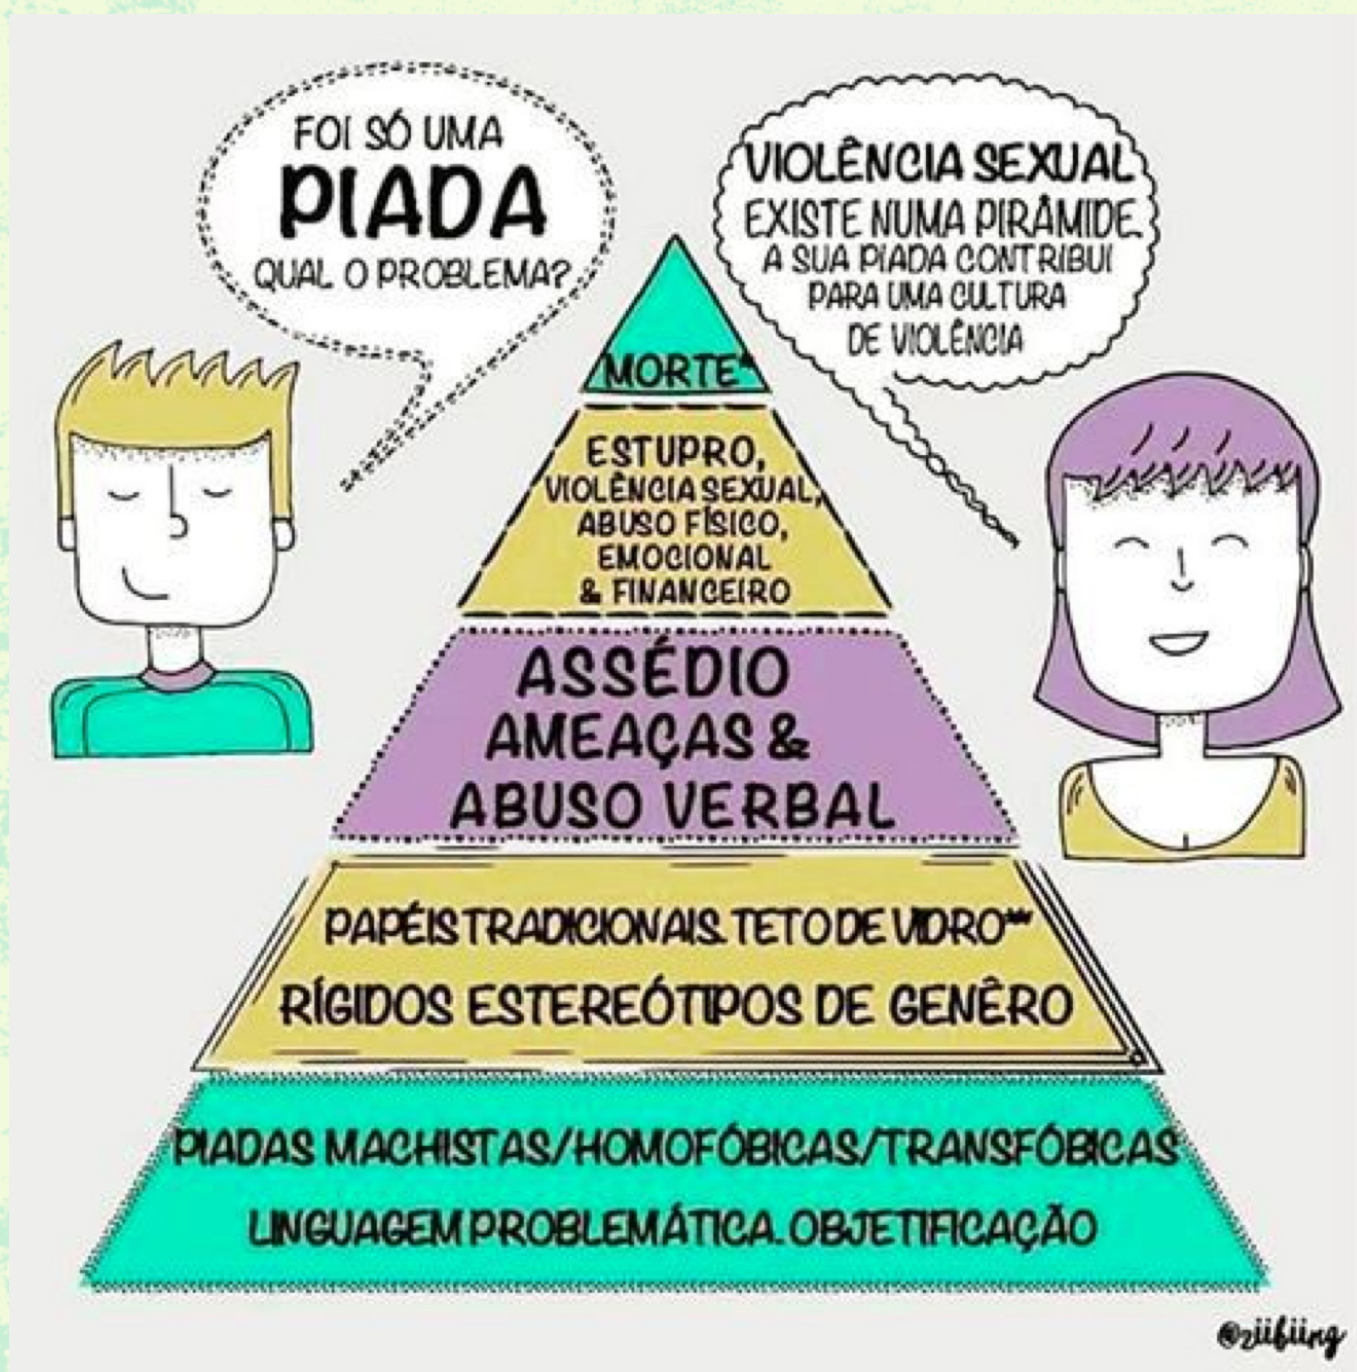 FOI SÓ UMA
PIADA
QUAL O PROBLEMA?
VIOLÊNCIA SEXUAL
EXISTE NUMA PIRÂMIDE.
A SUA PIADA CONTRIBUI
PARA UMA CULTURA
DE VIOLÊNCIA
MORTE*
ESTUPRO,
VIOLÊNCIA SEXUAL,
ABUSO FÍSICO,
EMOCIONAL
& FINANCEIRO
ASSÉDIO
AMEAÇAS &
ABUSO VERBAL
PAPÉIS TRADICIONAIS. TETO DE VIDRO**
RÍGIDOS ESTEREÓTIPOS DE GENÊRO
PIADAS MACHISTAS/HOMOFÓBICAS/TRANSFÓBICAS
LINGUAGEM PROBLEMÁTICA. OBJETIFICAÇÃO
@ziibiing